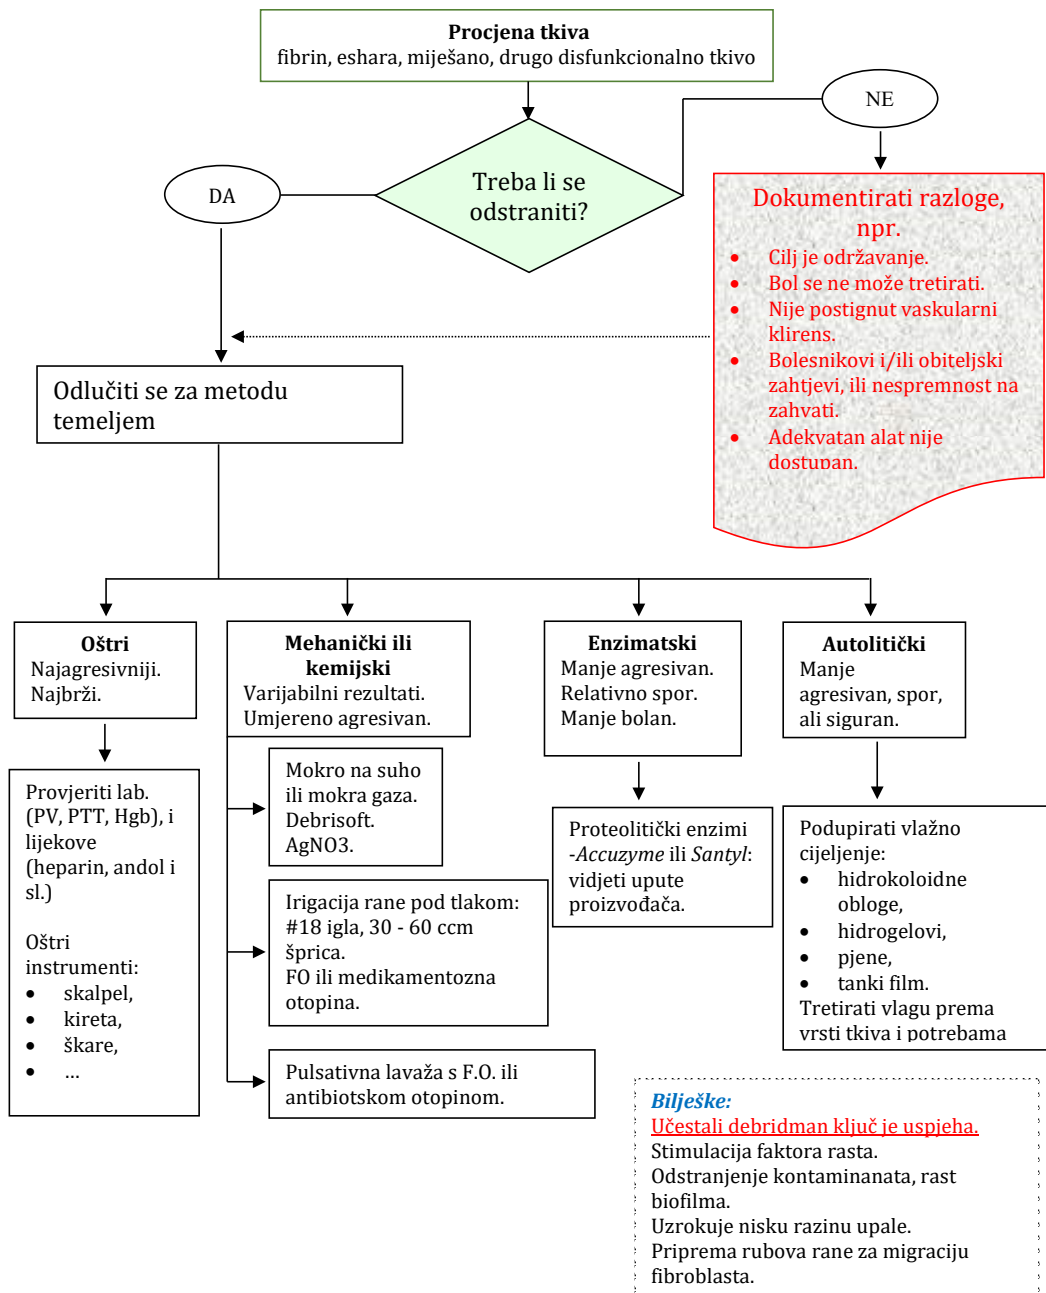 Procjena tkiva
fibrin, eshara, miješano, drugo disfunkcionalno tkivo
NE
DA
Treba li se
odstraniti?
Dokumentirati razloge,
npr.
• Cilj je održavanje.
• Bol se ne može tretirati.
• Nije postignut vaskularni
klirens.
• Bolesnikovi i/ili obiteljski
zahtjevi, ili nespremnost na
zahvati.
• Adekvatan alat nije
dostupan.
Odlučiti se za metodu
temeljem
Oštri
Najagresivniji.
Najbrži.
Mehanički ili
kemijski
Varijabilni rezultati.
Umjereno agresivan.
Enzimatski
Manje agresivan.
Relativno spor.
Manje bolan.
Autolitički
Manje
agresivan, spor,
ali siguran.
Provjeriti lab.
(PV, PTT, Hgb), i
lijekove
(heparin, andol i
sl.)
Oštri
instrumenti:
• skalpel,
• kireta,
• škare,
• ...
Mokro na suho
ili mokra gaza.
Debrisoft.
AgNO3.
Irigacija rane pod tlakom:
#18 igla, 30 - 60 ccm
šprica.
FO ili medikamentozna
otopina.
Pulsativna lavaža s F.O. ili
antibiotskom otopinom.
Proteolitički enzimi
-Accuzyme ili Santyl:
vidjeti upute
proizvođača.
Podupirati vlažno
cijeljenje:
• hidrokoloidne
obloge,
• hidrogelovi,
• pjene,
• tanki film.
Tretirati vlagu prema
vrsti tkiva i potrebama
Bilješke:
Učestali debridman ključ je uspjeha.
Stimulacija faktora rasta.
Odstranjenje kontaminanata, rast
biofilma.
Uzrokuje nisku razinu upale.
Priprema rubova rane za migraciju
fibroblasta.